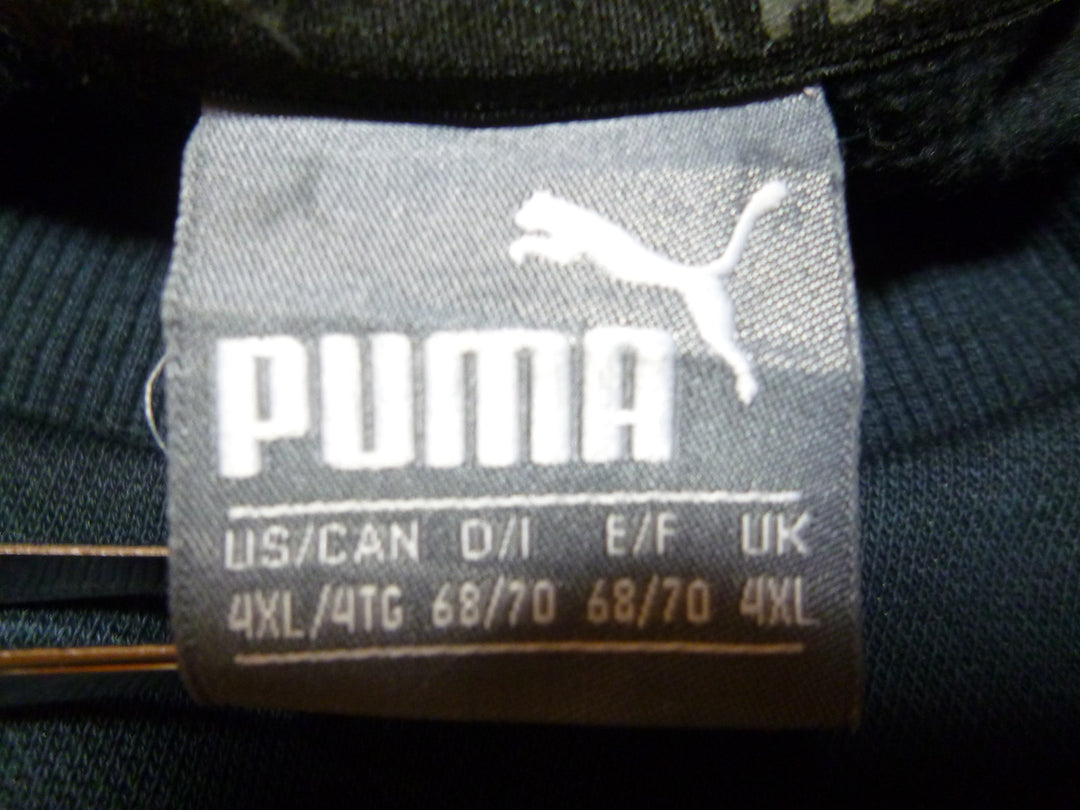 PUMA
US/CAN D/I E/F UK
4XL/4TG 68/70 68/70 4XL